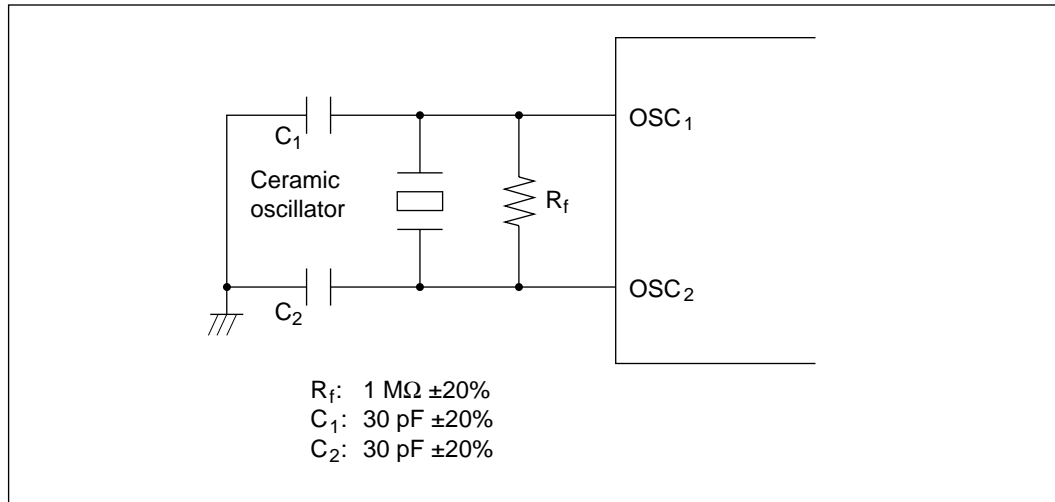 C1
OSC1
Ceramic
oscillator
Rf
C2
OSC2
Rf: 1 MΩ ±20%
C1: 30 pF ±20%
C2: 30 pF ±20%